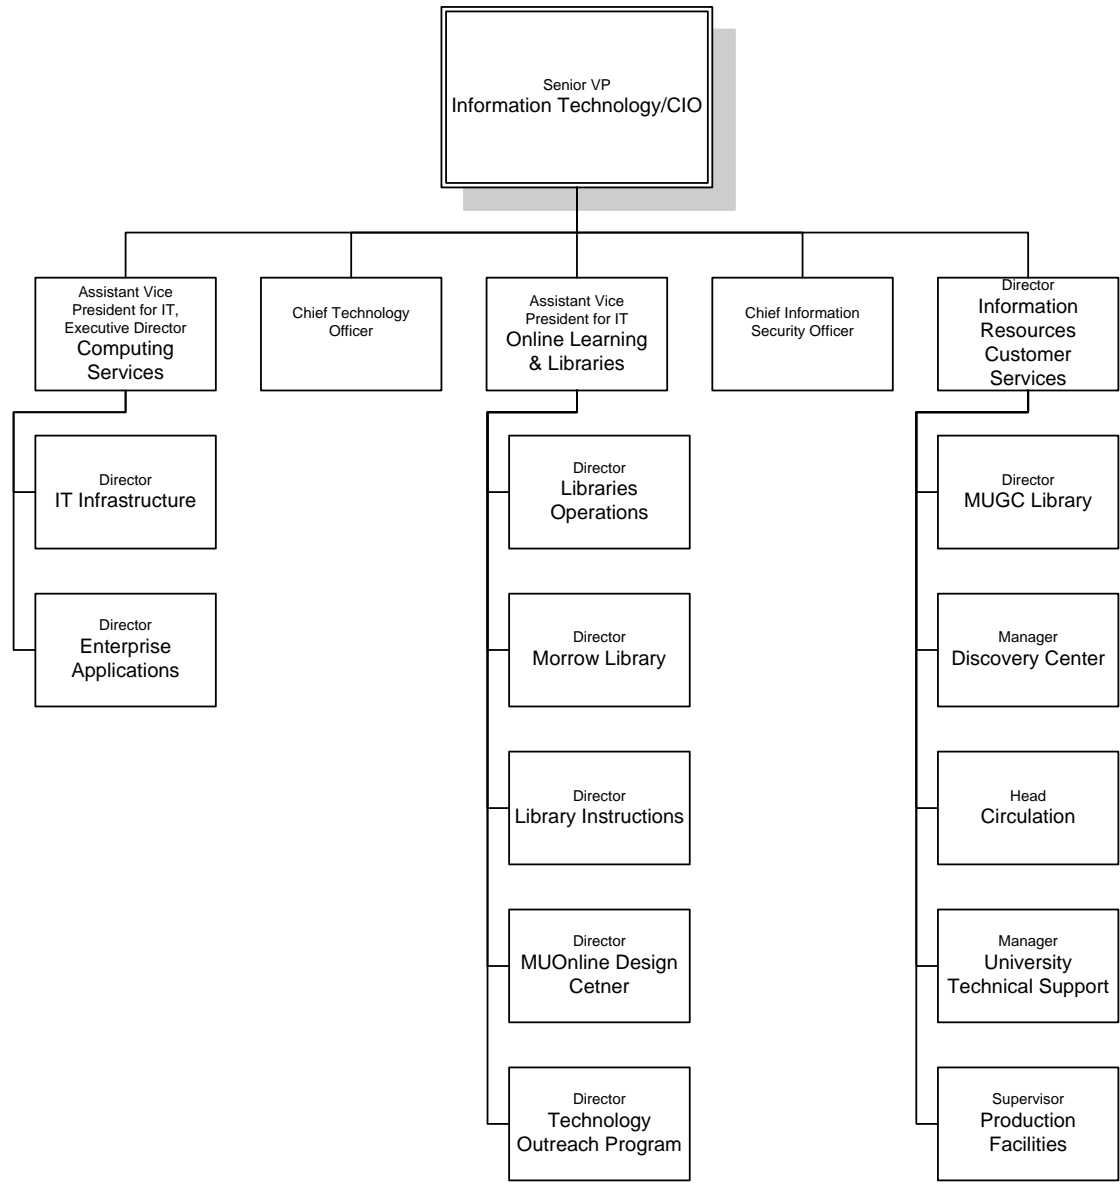 Senior VP
Information Technology/CIO
Assistant Vice
President for IT,
Executive Director
Computing
Services
Chief Technology
Officer
Assistant Vice
President for IT
Online Learning
& Libraries
Chief Information
Security Officer
Director
Information
Resources
Customer
Services
Director
IT Infrastructure
Director
Enterprise
Applications
Director
Libraries
Operations
Director
Morrow Library
Director
Library Instructions
Director
MUOnline Design
Cetner
Director
Technology
Outreach Program
Director
MUGC Library
Manager
Discovery Center
Head
Circulation
Manager
University
Technical Support
Supervisor
Production
Facilities